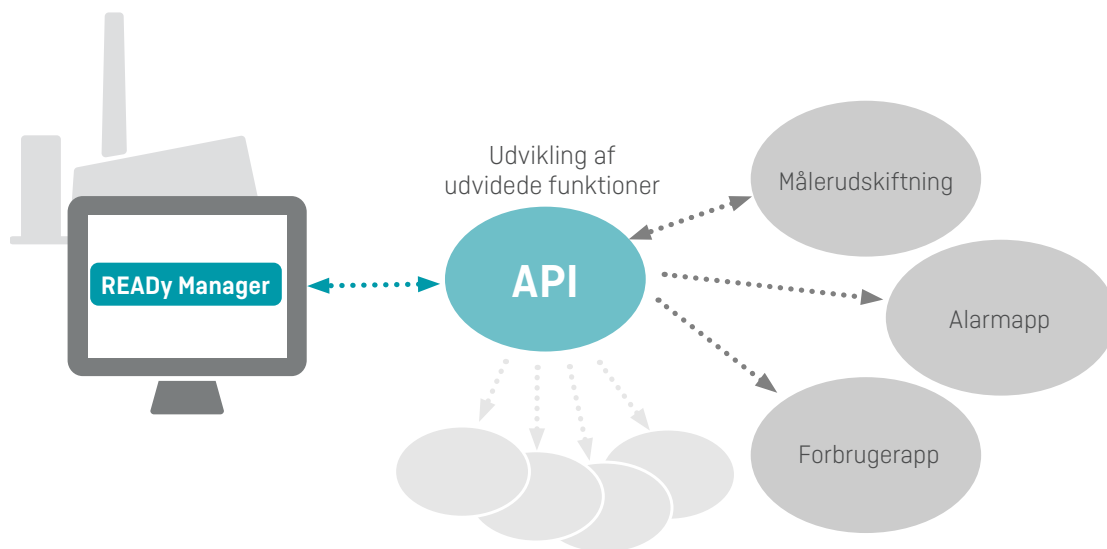 Udvikling af
udvidede funktioner
READy Manager
API
Målerudskiftning
Alarmapp
Forbrugerapp